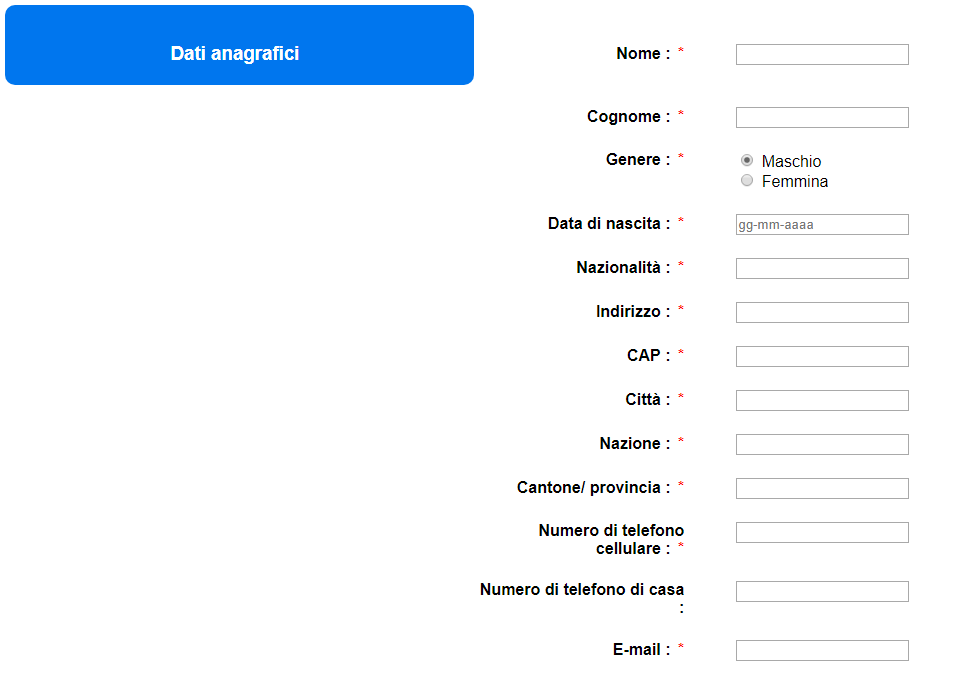 Dati anagrafici
Nome : *
Cognome : *
Genere : *
Maschio
Femmina
Data di nascita : *
gg-mm-aaaa
Nazionalità : *
Indirizzo : *
CAP : *
Città : *
Nazione : *
Cantone/ provincia : *
Numero di telefono
cellulare : *
Numero di telefono di casa
:
E-mail : *